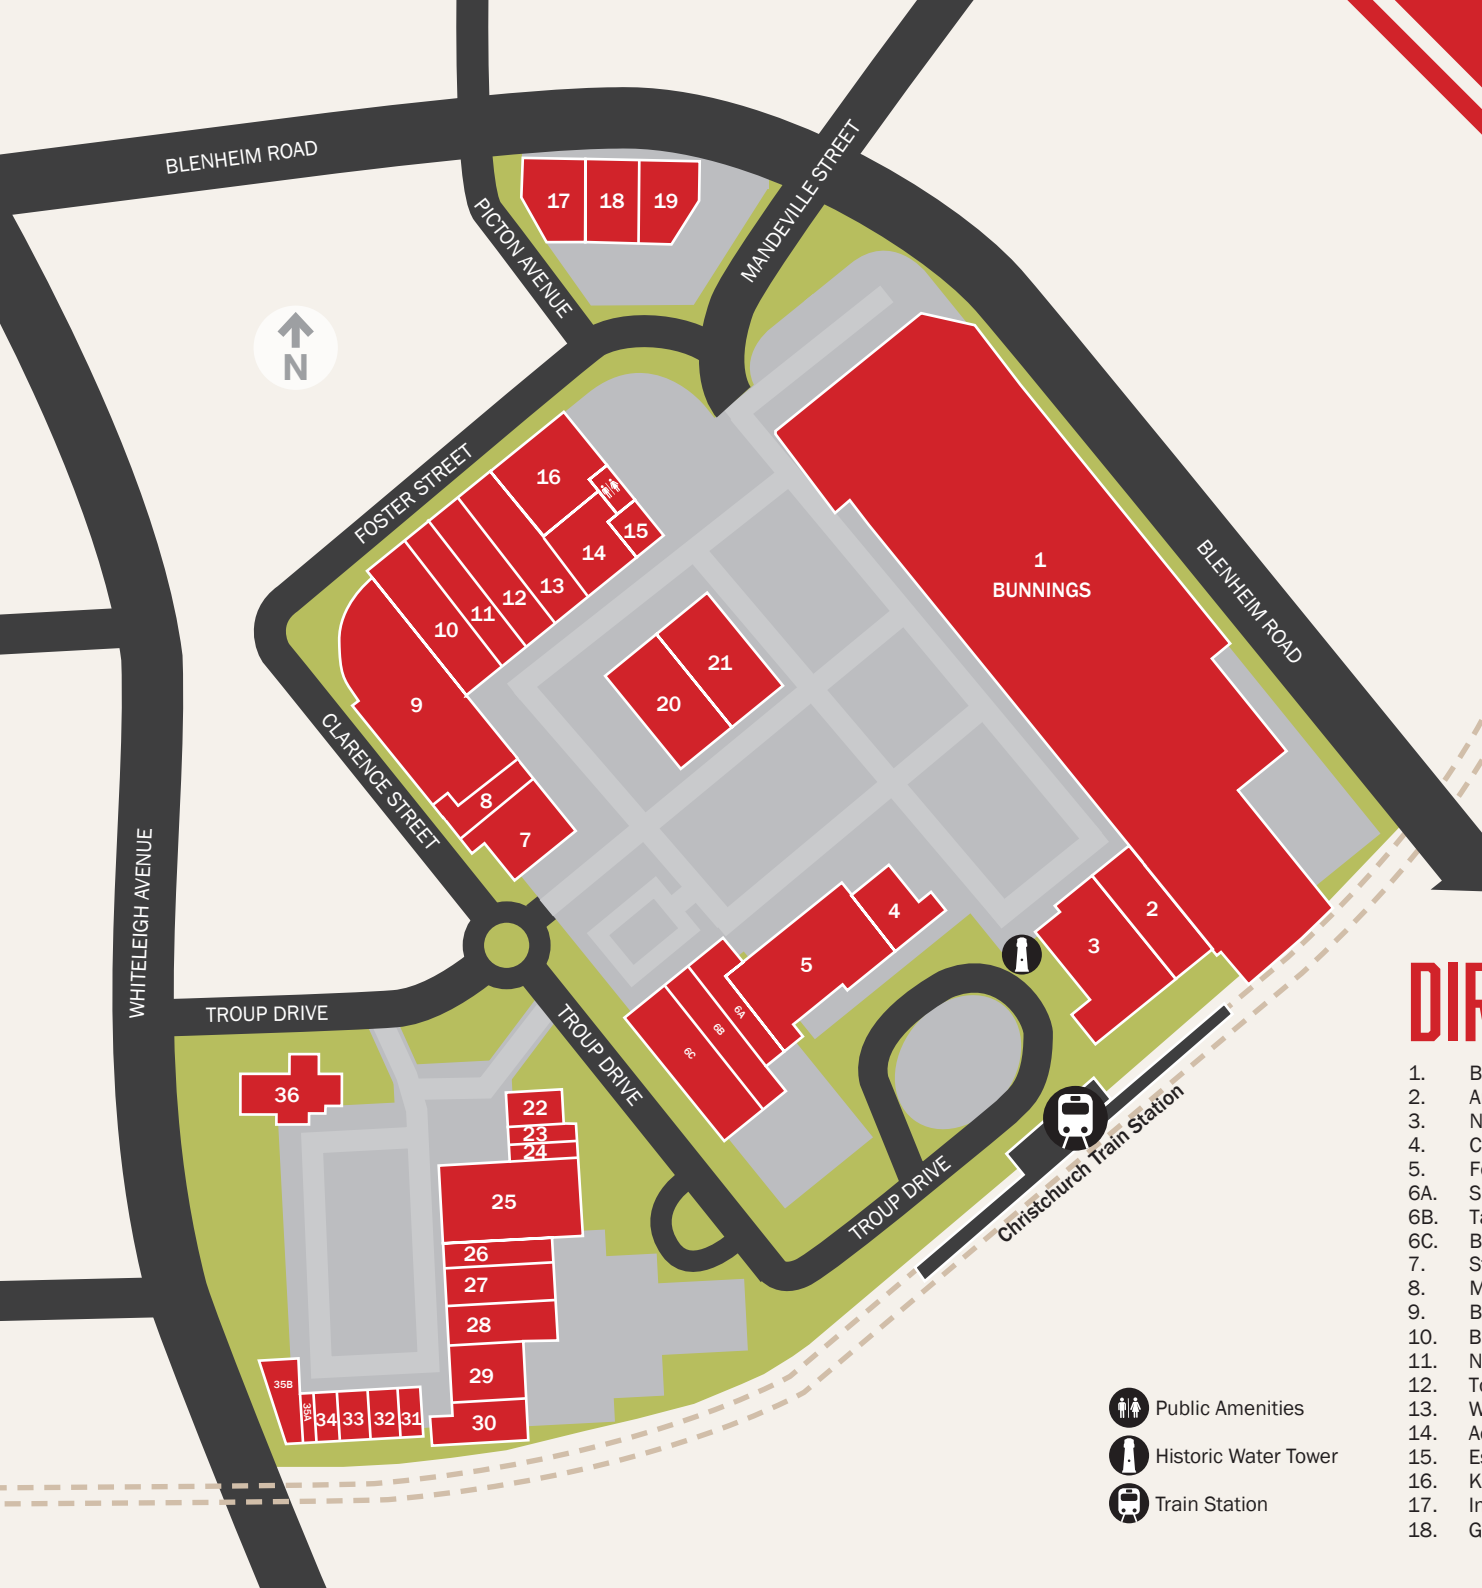 BLENHEIM ROAD
MANDEVILLE STREET
PICTON AVENUE
17
18
19
N
FOSTER STREET
16
15
14
13
12
11
10
9
8
7
1
BUNNINGS
BLENHEIM ROAD
21
20
CLARENCE STREET
WHITELEIGH AVENUE
2
3
4
5
6A
6B
6C
TROUP DRIVE
TROUP DRIVE
TROUP DRIVE
Christchurch Train Station
36
22
23
24
25
26
27
28
29
30
31
32
33
34
35A
35B
Public Amenities
Historic Water Tower
Train Station
DIR
1. B
2. A
3. N
4. C
5. F
6A. S
6B. Ta
6C. B
7. S
8. M
9. B
10. B
11. N
12. To
13. W
14. A
15. E
16. K
17. In
18. G